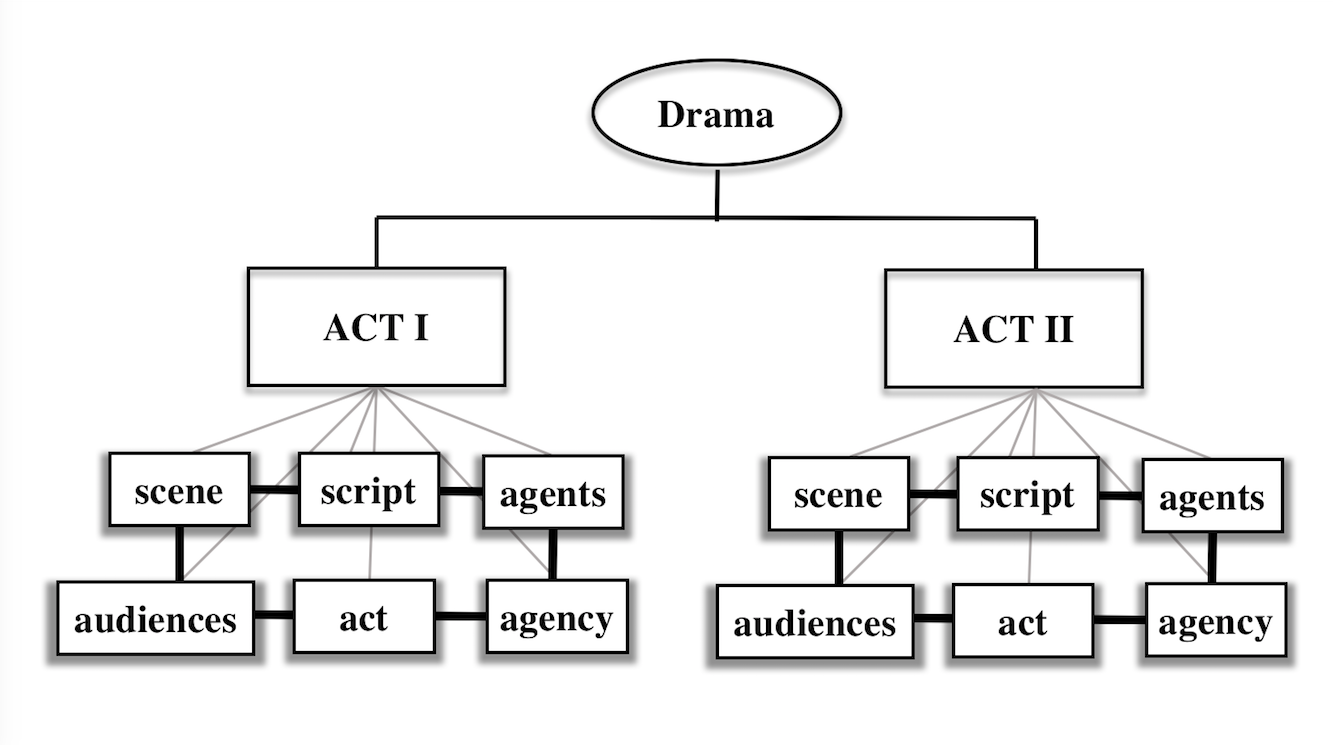 Drama
ACT I
ACT II
scene
script
agents
audiences
act
agency
scene
script
agents
audiences
act
agency